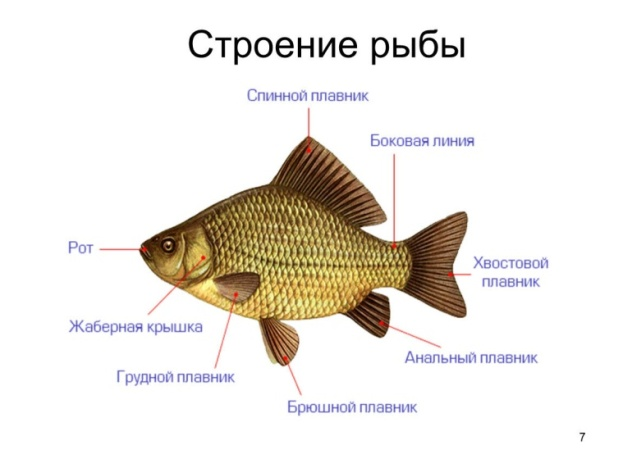 Строение рыбы
Спинной плавник
Боковая линия
Рот
Хвостовой
плавник
Жаберная крышка
Анальный плавник
Грудной плавник
Брюшной плавник
7